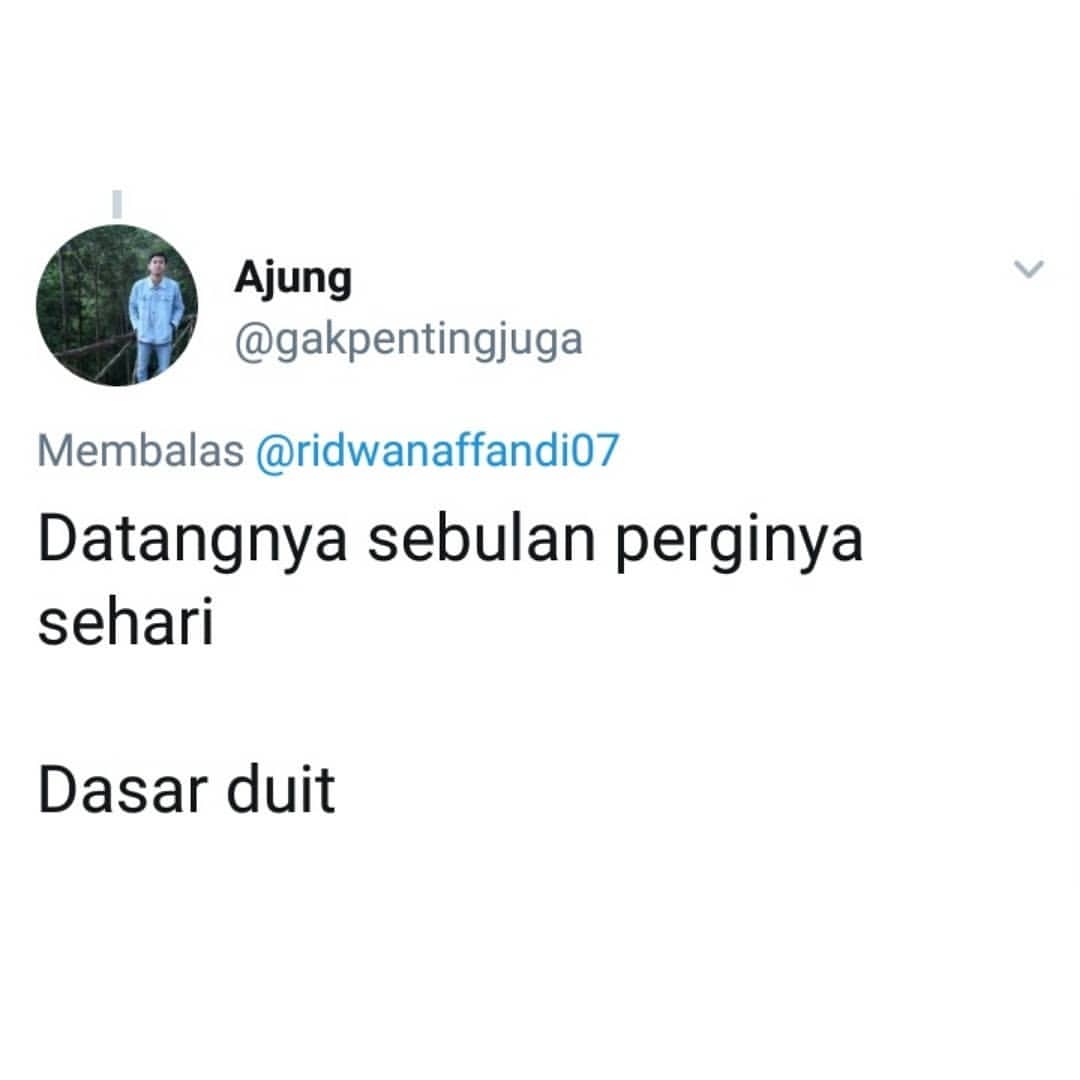 Ajung
@gakpentingjuga
Membalas @ridwanaffandi07
Datangnya sebulan perginya
sehari
Dasar duit